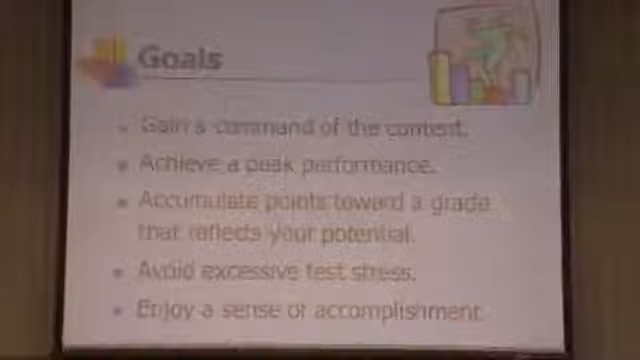 Goals
Gain a command of the content.
Achieve a peak performance.
Accumulate points toward a grade
that reflects your potential.
Avoid excessive test stress.
Enjoy a sense of accomplishment.